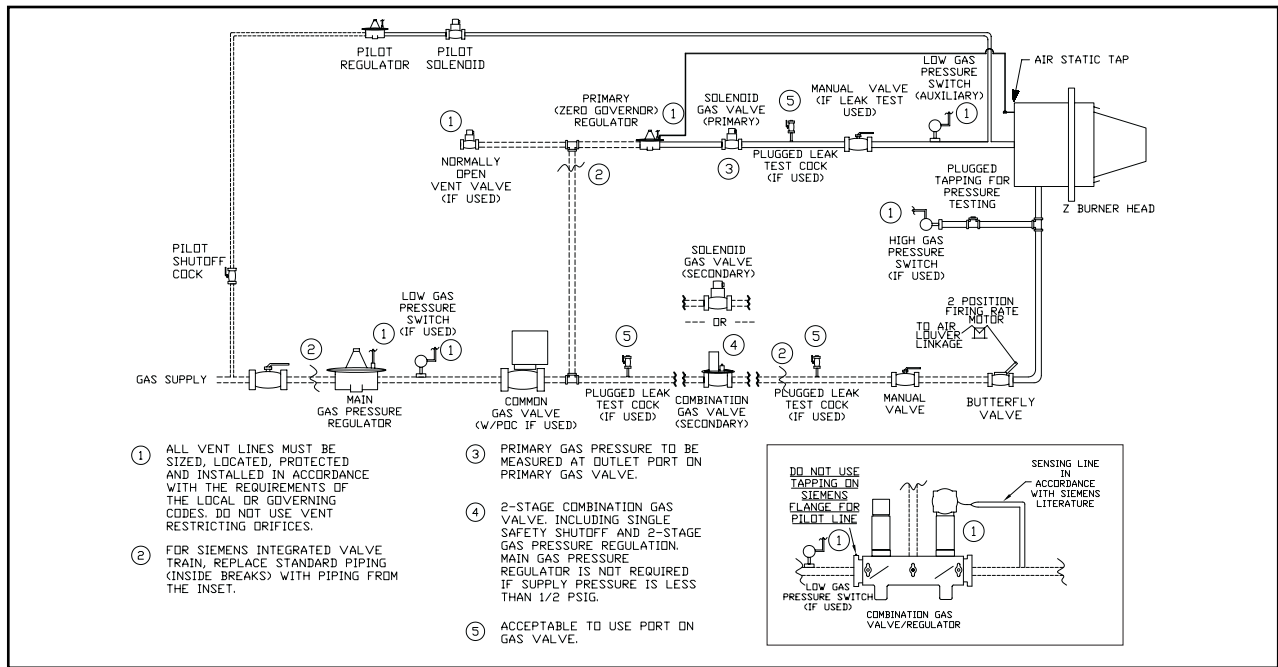 PILOT
REGULATOR
PILOT
SOLENOID
LOW GAS
PRESSURE
SWITCH
(AUXILIARY)
1
AIR STATIC TAP
PRIMARY
(ZERO GOVERNOR)
REGULATOR
1
SOLENOID
GAS VALVE
(PRIMARY)
3
5
PLUGGED LEAK
TEST COCK
(IF USED)
MANUAL VALVE
(IF LEAK TEST
USED)
1
NORMALLY
OPEN
VENT VALVE
(IF USED)
2
PLUGGED
TAPPING FOR
PRESSURE
TESTING
Z BURNER HEAD
1
HIGH GAS
PRESSURE
SWITCH
(IF USED)
PILOT
SHUTOFF
COCK
SOLENOID
GAS VALVE
(SECONDARY)
OR
2 POSITION
FIRING RATE
MOTOR
TO AIR
LOUVER
LINKAGE
LOW GAS
PRESSURE
SWITCH
(IF USED)
1
GAS SUPPLY
2
1
MAIN
GAS PRESSURE
REGULATOR
COMMON
GAS VALVE
(W/POC IF USED)
5
PLUGGED LEAK
TEST COCK
(IF USED)
4
COMBINATION
GAS VALVE
(SECONDARY)
2
5
PLUGGED LEAK
TEST COCK
(IF USED)
MANUAL
VALVE
BUTTERFLY
VALVE
1
ALL VENT LINES MUST BE
SIZED, LOCATED, PROTECTED
AND INSTALLED IN ACCORDANCE
WITH THE REQUIREMENTS OF
THE LOCAL OR GOVERNING
CODES. DO NOT USE VENT
RESTRICTING ORIFICES.
2
FOR SIEMENS INTEGRATED VALVE
TRAIN, REPLACE STANDARD PIPING
(INSIDE BREAKS) WITH PIPING FROM
THE INSET.
3
PRIMARY GAS PRESSURE TO BE
MEASURED AT OUTLET PORT ON
PRIMARY GAS VALVE.
4
2-STAGE COMBINATION GAS
VALVE. INCLUDING SINGLE
SAFETY SHUTOFF AND 2-STAGE
GAS PRESSURE REGULATION.
MAIN GAS PRESSURE
REGULATOR IS NOT REQUIRED
IF SUPPLY PRESSURE IS LESS
THAN 1/2 PSIG.
5
ACCEPTABLE TO USE PORT ON
GAS VALVE.
DO NOT USE
TAPPING ON
SIEMENS
FLANGE FOR
PILOT LINE
1
LOW GAS
PRESSURE SWITCH
(IF USED)
SENSING LINE
IN
ACCORDANCE
WITH SIEMENS
LITERATURE
1
COMBINATION GAS
VALVE/REGULATOR